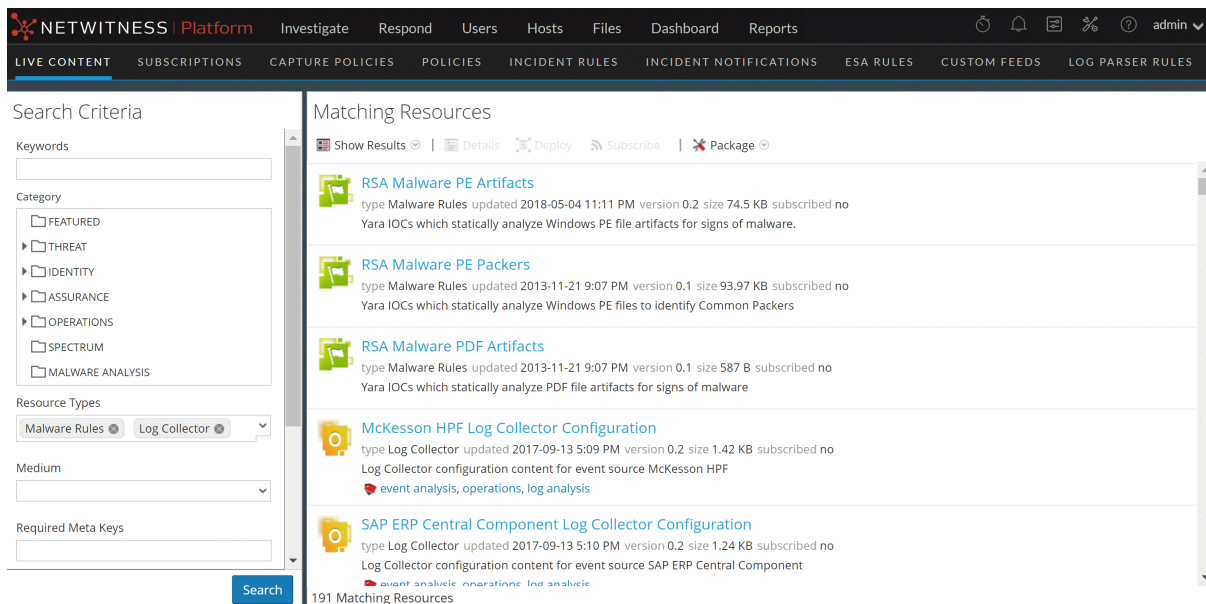 NETWITNESS | Platform Investigate Respond Users Hosts Files Dashboard Reports admin
LIVE CONTENT SUBSCRIPTIONS CAPTURE POLICIES POLICIES INCIDENT RULES INCIDENT NOTIFICATIONS ESA RULES CUSTOM FEEDS LOG PARSER RULES
Search Criteria
Keywords
Category
FEATURED
THREAT
IDENTITY
ASSURANCE
OPERATIONS
SPECTRUM
MALWARE ANALYSIS
Resource Types
Malware Rules Log Collector
Medium
Required Meta Keys
Search
Matching Resources
Show Results | Details Deploy Subscribe | Package
RSA Malware PE Artifacts
type Malware Rules updated 2018-05-04 11:11 PM version 0.2 size 74.5 KB subscribed no
Yara IOCs which statically analyze Windows PE file artifacts for signs of malware.
RSA Malware PE Packers
type Malware Rules updated 2013-11-21 9:07 PM version 0.1 size 93.97 KB subscribed no
Yara IOCs which statically analyze Windows PE files to identify Common Packers
RSA Malware PDF Artifacts
type Malware Rules updated 2013-11-21 9:07 PM version 0.1 size 587 B subscribed no
Yara IOCs which statically analyze PDF file artifacts for signs of malware
McKesson HPF Log Collector Configuration
type Log Collector updated 2017-09-13 5:09 PM version 0.2 size 1.42 KB subscribed no
Log Collector configuration content for event source McKesson HPF
event analysis, operations, log analysis
SAP ERP Central Component Log Collector Configuration
type Log Collector updated 2017-09-13 5:10 PM version 0.2 size 1.24 KB subscribed no
Log Collector configuration content for event source SAP ERP Central Component
event analysis, operations, log analysis
191 Matching Resources